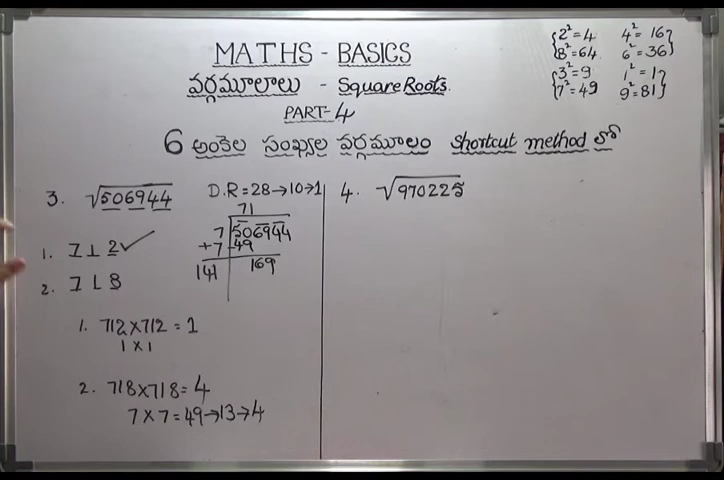 MATHS - BASICS
వర్గమూలాలు - Square Roots.
PART-4
6 అంకెల సంఖ్యల వర్గమూలం shortcut method లో
{2²=4 4²=16}
{8²=64 6²=36}
{3²=9 1²=1}
{7²=49 9²=81}
3. √506944
D.R=28→10→1
1. 7 1 2 ✓
2. 7 1 8
71
7 506944
+7 -49
141 169
1. 712×712 = 1
1 × 1
2. 718×718 = 4
7 × 7 = 49→13→4
4. √970225